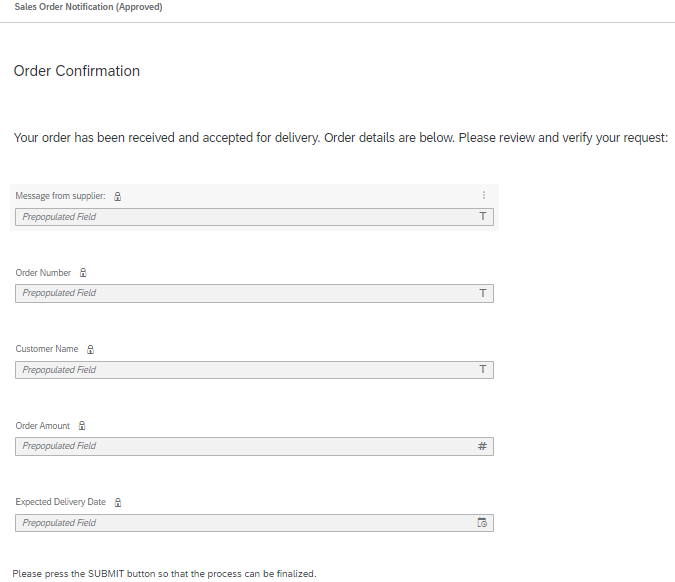 Sales Order Notification (Approved)
Order Confirmation
Your order has been received and accepted for delivery. Order details are below. Please review and verify your request:
Message from supplier:
Prepopulated Field T
Order Number
Prepopulated Field T
Customer Name
Prepopulated Field T
Order Amount
Prepopulated Field #
Expected Delivery Date
Prepopulated Field
Please press the SUBMIT button so that the process can be finalized.